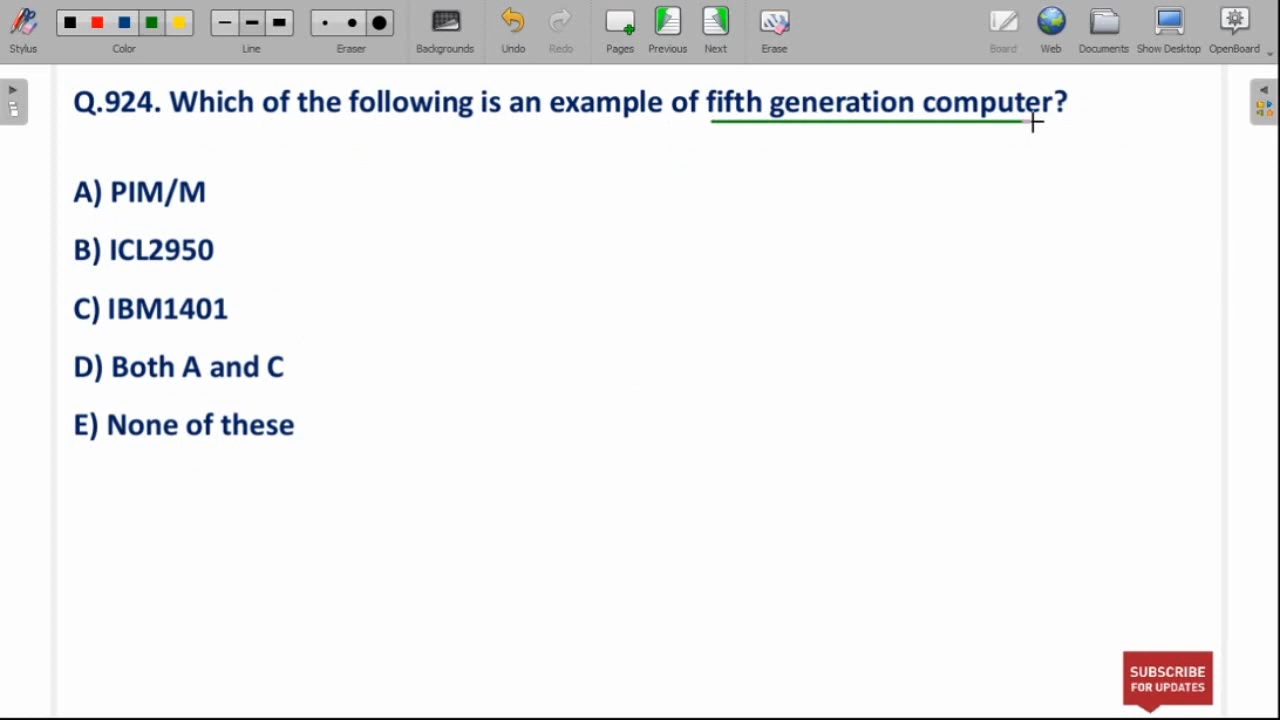 Stylus Color Line Eraser Backgrounds Undo Redo Pages Previous Next Erase Board Web Documents Show Desktop OpenBoard
Q.924. Which of the following is an example of fifth generation computer?
A) PIM/M
B) ICL2950
C) IBM1401
D) Both A and C
E) None of these
SUBSCRIBE
FOR UPDATES